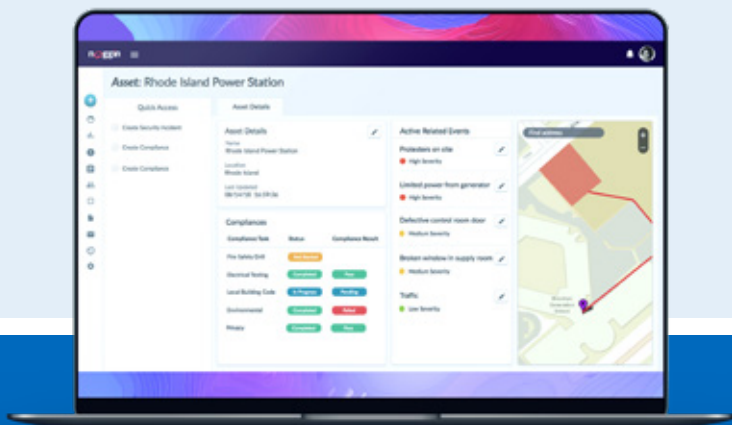 Asset: Rhode Island Power Station
Quick Access
Asset Details
Create Security Incident
Create Compliance
Create Compliance
Asset Details
Name
Rhode Island Power Station
Location
Rhode Island
Last Updated
Compliances
Compliance Task Status Compliance Result
Fire Safety Drill Not Started
Electrical Testing Completed Pass
Local Building Code In Progress Pending
Environmental Completed Failed
Privacy Completed Pass
Active Related Events
Protesters on site
High Severity
Limited power from generator
High Severity
Defective control room door
Medium Severity
Broken window in supply room
Medium Severity
Traffic
Low Severity
Find address